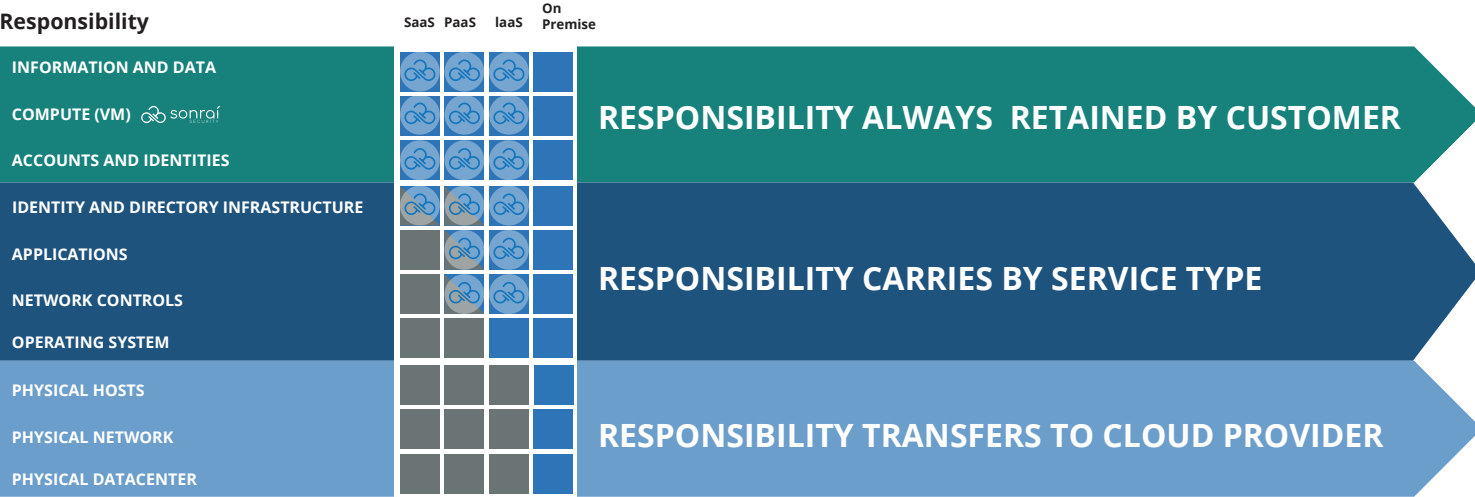 Responsibility
SaaS PaaS IaaS On
Premise
INFORMATION AND DATA
COMPUTE (VM) sonraí
SECURITY
ACCOUNTS AND IDENTITIES
RESPONSIBILITY ALWAYS RETAINED BY CUSTOMER
IDENTITY AND DIRECTORY INFRASTRUCTURE
APPLICATIONS
NETWORK CONTROLS
OPERATING SYSTEM
RESPONSIBILITY CARRIES BY SERVICE TYPE
PHYSICAL HOSTS
PHYSICAL NETWORK
PHYSICAL DATACENTER
RESPONSIBILITY TRANSFERS TO CLOUD PROVIDER